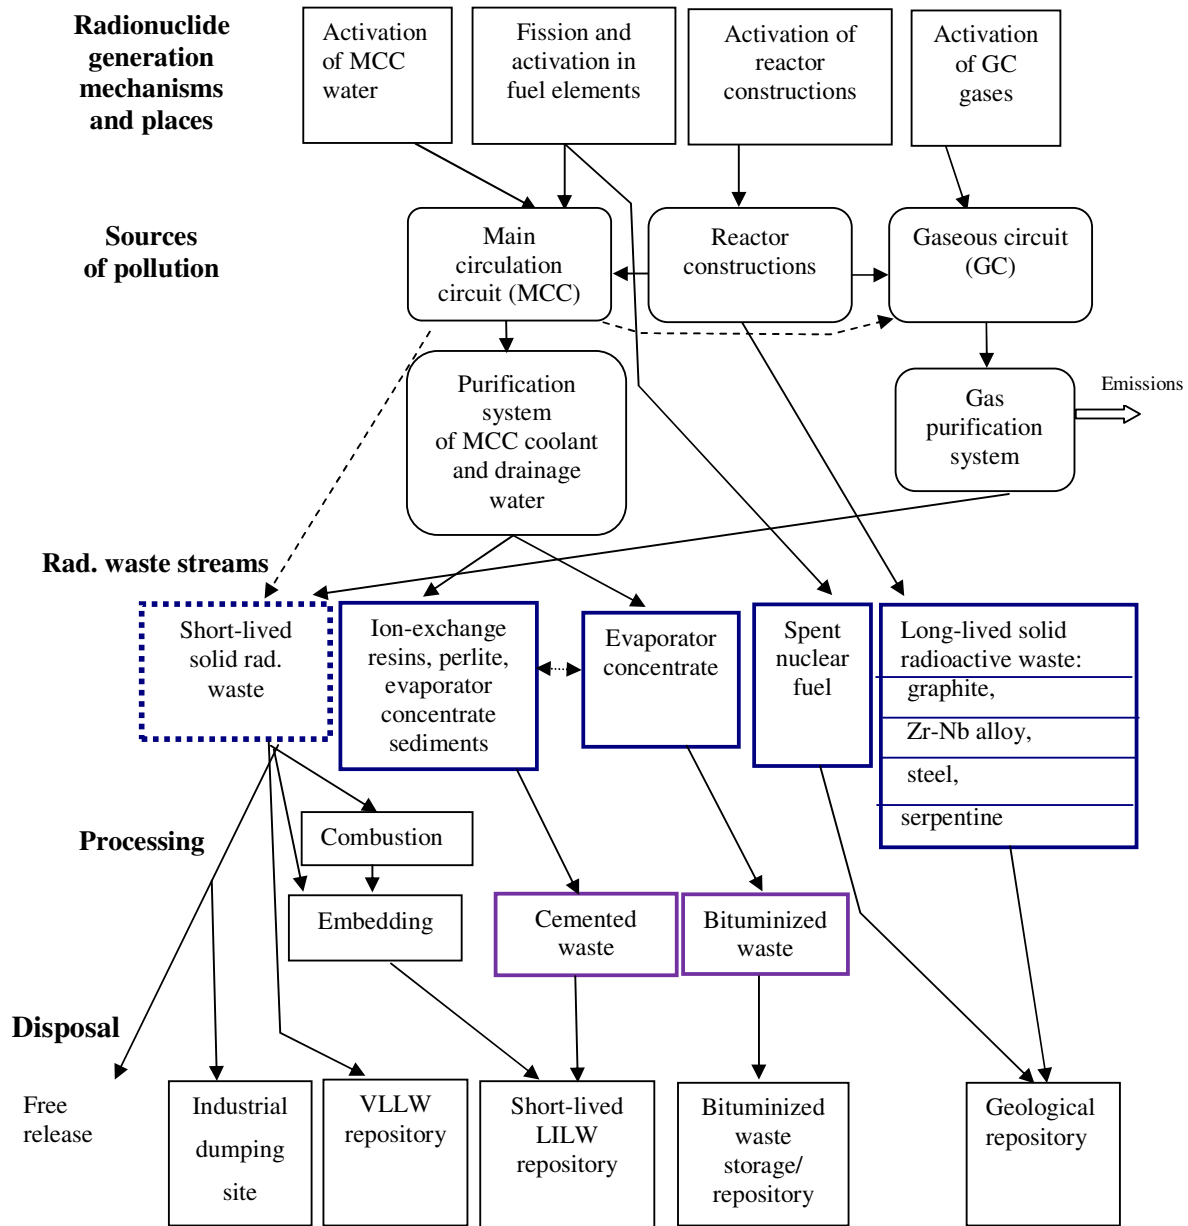 Radionuclide
generation
mechanisms
and places
Activation
of MCC
water
Fission and
activation in
fuel elements
Activation of
reactor
constructions
Activation
of GC
gases
Sources
of pollution
Main
circulation
circuit (MCC)
Reactor
constructions
Gaseous circuit
(GC)
Purification
system
of MCC coolant
and drainage
water
Gas
purification
system
Emissions
Rad. waste streams
Short-lived
solid rad.
waste
Ion-exchange
resins, perlite,
evaporator
concentrate
sediments
Evaporator
concentrate
Spent
nuclear
fuel
Long-lived solid
radioactive waste:
graphite,
Zr-Nb alloy,
steel,
serpentine
Processing
Combustion
Embedding
Cemented
waste
Bituminized
waste
Disposal
Free
release
Industrial
dumping
site
VLLW
repository
Short-lived
LILW
repository
Bituminized
waste
storage/
repository
Geological
repository